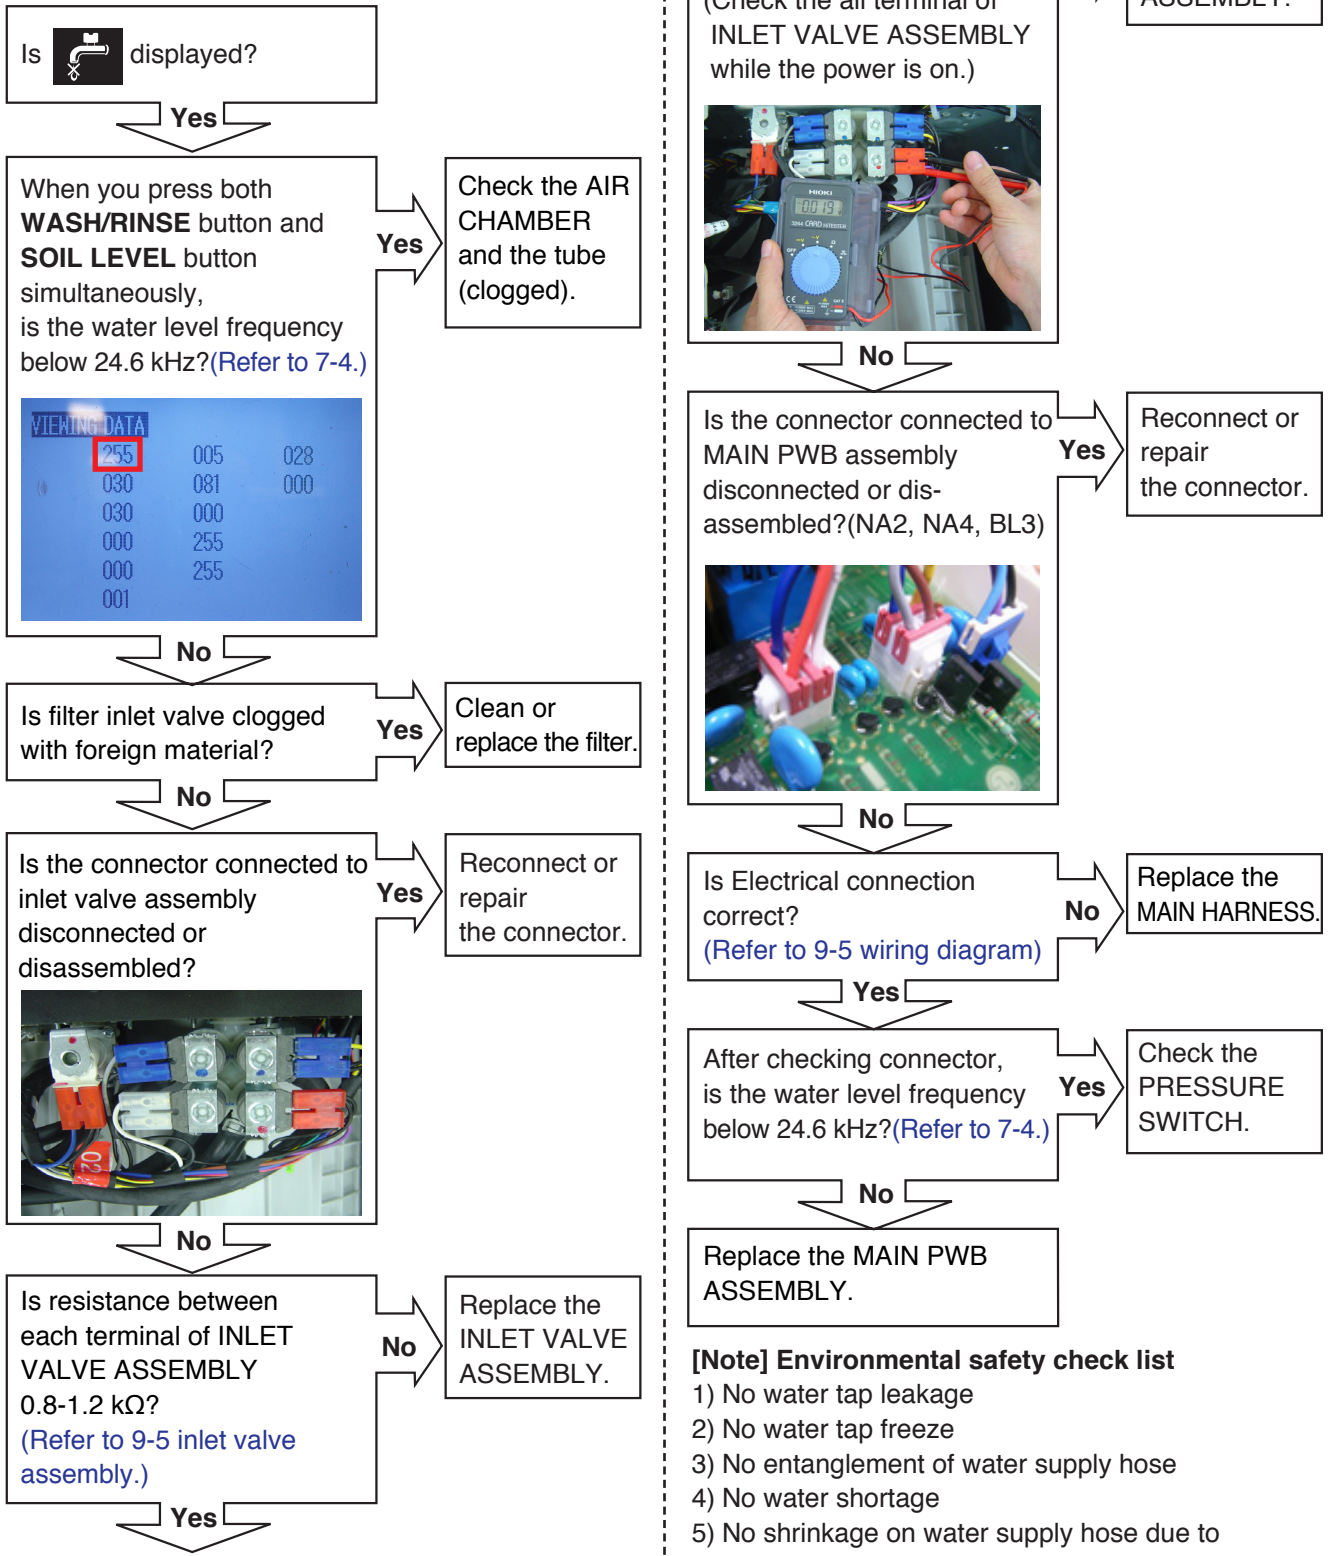 Is displayed?
Yes
When you press both
WASH/RINSE button and
SOIL LEVEL button
simultaneously,
is the water level frequency
below 24.6 kHz?(Refer to 7-4.)
Yes
Check the AIR
CHAMBER
and the tube
(clogged).
VIEWING DATA
255 005 028
030 081 000
030 000
000 255
000 255
001
No
Is filter inlet valve clogged
with foreign material?
Yes
Clean or
replace the filter.
No
Is the connector connected to
inlet valve assembly
disconnected or
disassembled?
Yes
Reconnect or
repair
the connector.
02
No
Is resistance between
each terminal of INLET
VALVE ASSEMBLY
0.8-1.2 kΩ?
(Refer to 9-5 inlet valve
assembly.)
No
Replace the
INLET VALVE
ASSEMBLY.
Yes
(Check the all terminal of
INLET VALVE ASSEMBLY
while the power is on.)
ASSEMBLY.
HIOKI
OFF
No
Is the connector connected to
MAIN PWB assembly
disconnected or dis-
assembled?(NA2, NA4, BL3)
Yes
Reconnect or
repair
the connector.
No
Is Electrical connection
correct?
(Refer to 9-5 wiring diagram)
No
Replace the
MAIN HARNESS.
Yes
After checking connector,
is the water level frequency
below 24.6 kHz?(Refer to 7-4.)
Yes
Check the
PRESSURE
SWITCH.
No
Replace the MAIN PWB
ASSEMBLY.
[Note] Environmental safety check list
1) No water tap leakage
2) No water tap freeze
3) No entanglement of water supply hose
4) No water shortage
5) No shrinkage on water supply hose due to